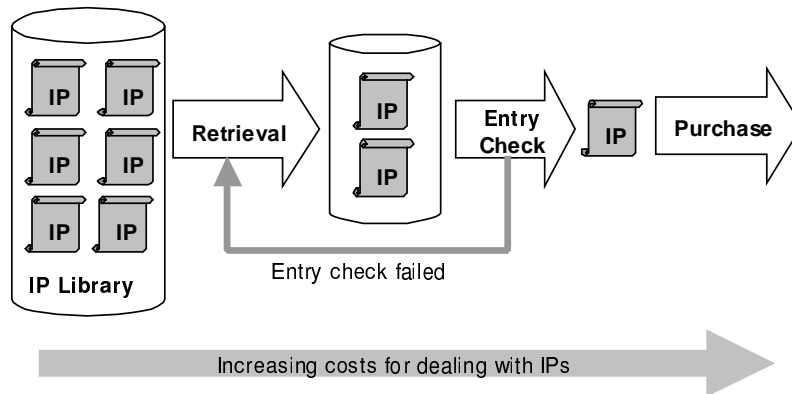 IP IP
IP IP
IP IP
IP Library
Retrieval
IP
IP
Entry
Check
IP
Purchase
Entry check failed
Increasing costs for dealing with IPs